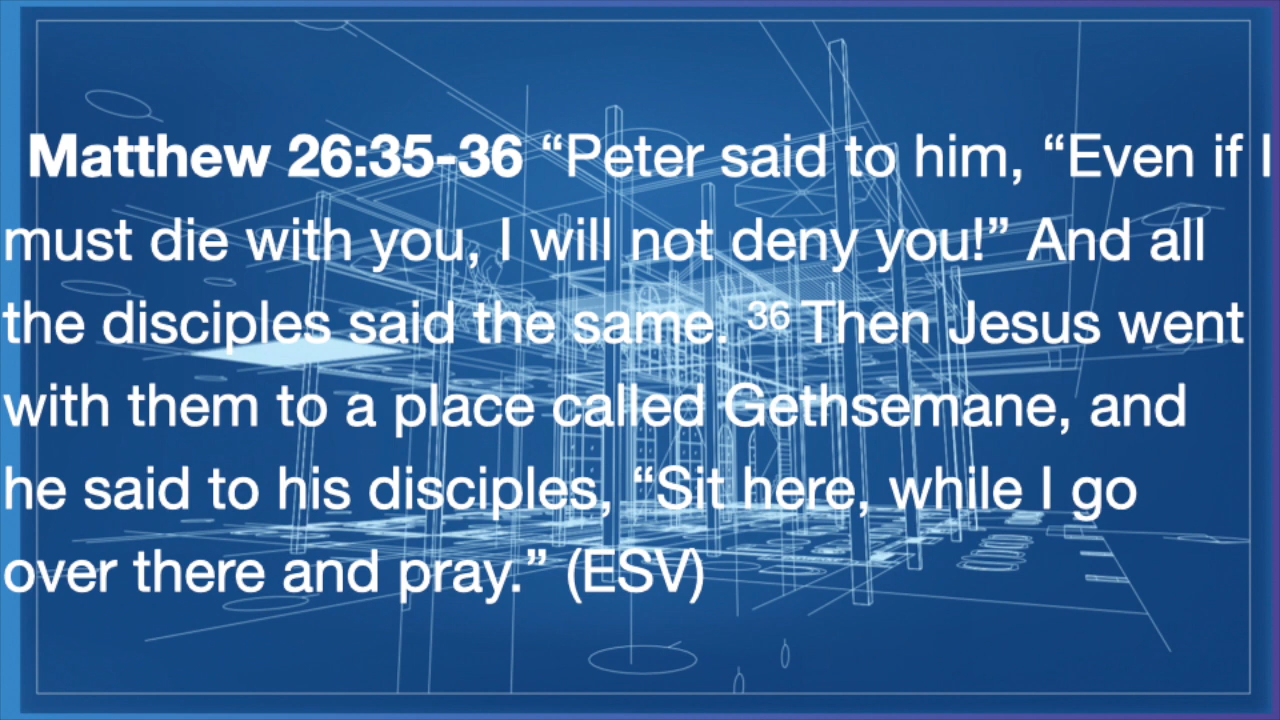 Matthew 26:35-36 “Peter said to him, “Even if I
must die with you, I will not deny you!” And all
the disciples said the same. 36 Then Jesus went
with them to a place called Gethsemane, and
he said to his disciples, “Sit here, while I go
over there and pray.” (ESV)